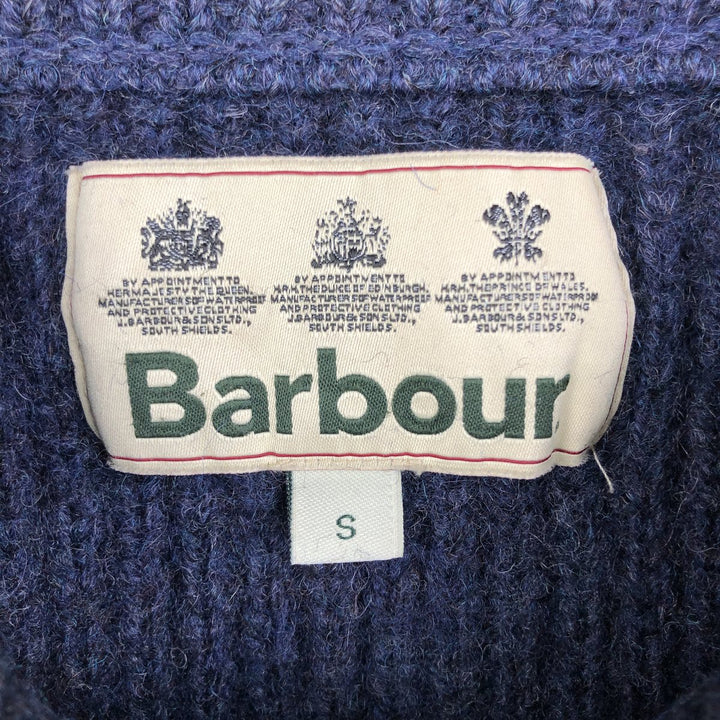 BY APPOINTMENT TO
HER MAJESTY THE QUEEN.
MANUFACTURERS OF WATERPROOF
AND PROTECTIVE CLOTHING
J.BARBOUR & SONS LTD.,
SOUTH SHIELDS.
BY APPOINTMENT TO
H.R.H. THE DUKE OF EDINBURGH.
MANUFACTURERS OF WATERPROOF
AND PROTECTIVE CLOTHING
J.BARBOUR & SONS LTD.,
SOUTH SHIELDS.
BY APPOINTMENT TO
H.R.H. THE PRINCE OF WALES.
MANUFACTURERS OF WATERPROOF
AND PROTECTIVE CLOTHING
J.BARBOUR & SONS LTD.,
SOUTH SHIELDS.
Barbour
S